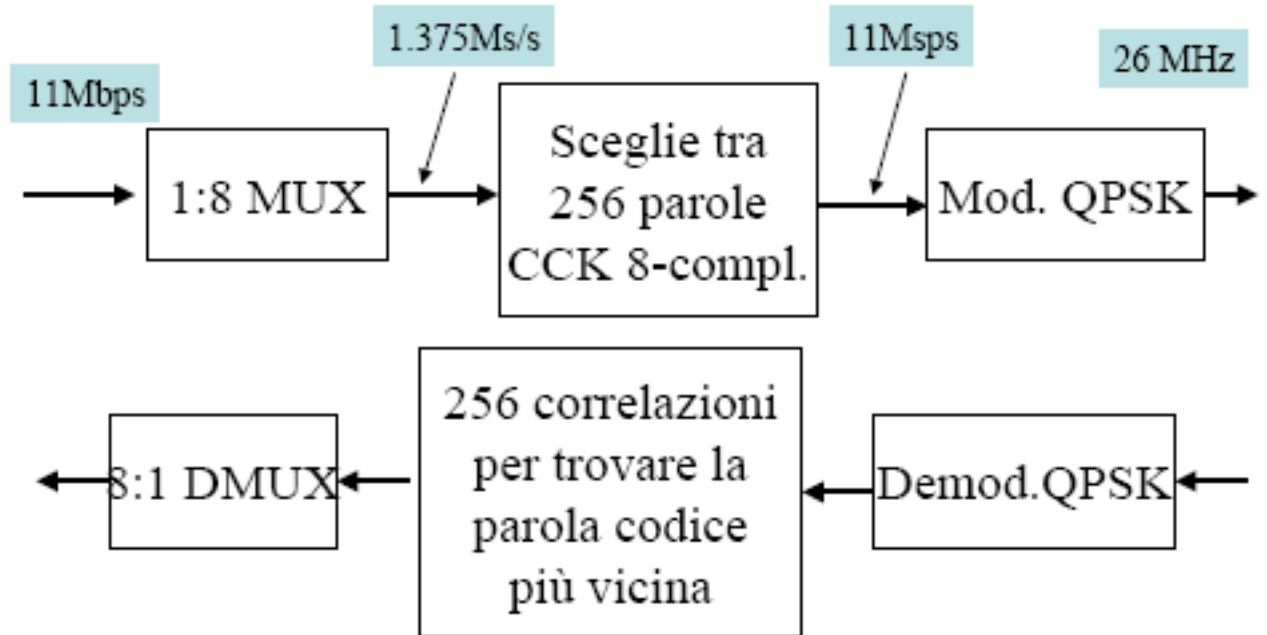 1.375Ms/s
11Msps
26 MHz
11Mbps
1:8 MUX
Sceglie tra
256 parole
CCK 8-compl.
Mod. QPSK
8:1 DMUX
256 correlazioni
per trovare la
parola codice
più vicina
Demod.QPSK